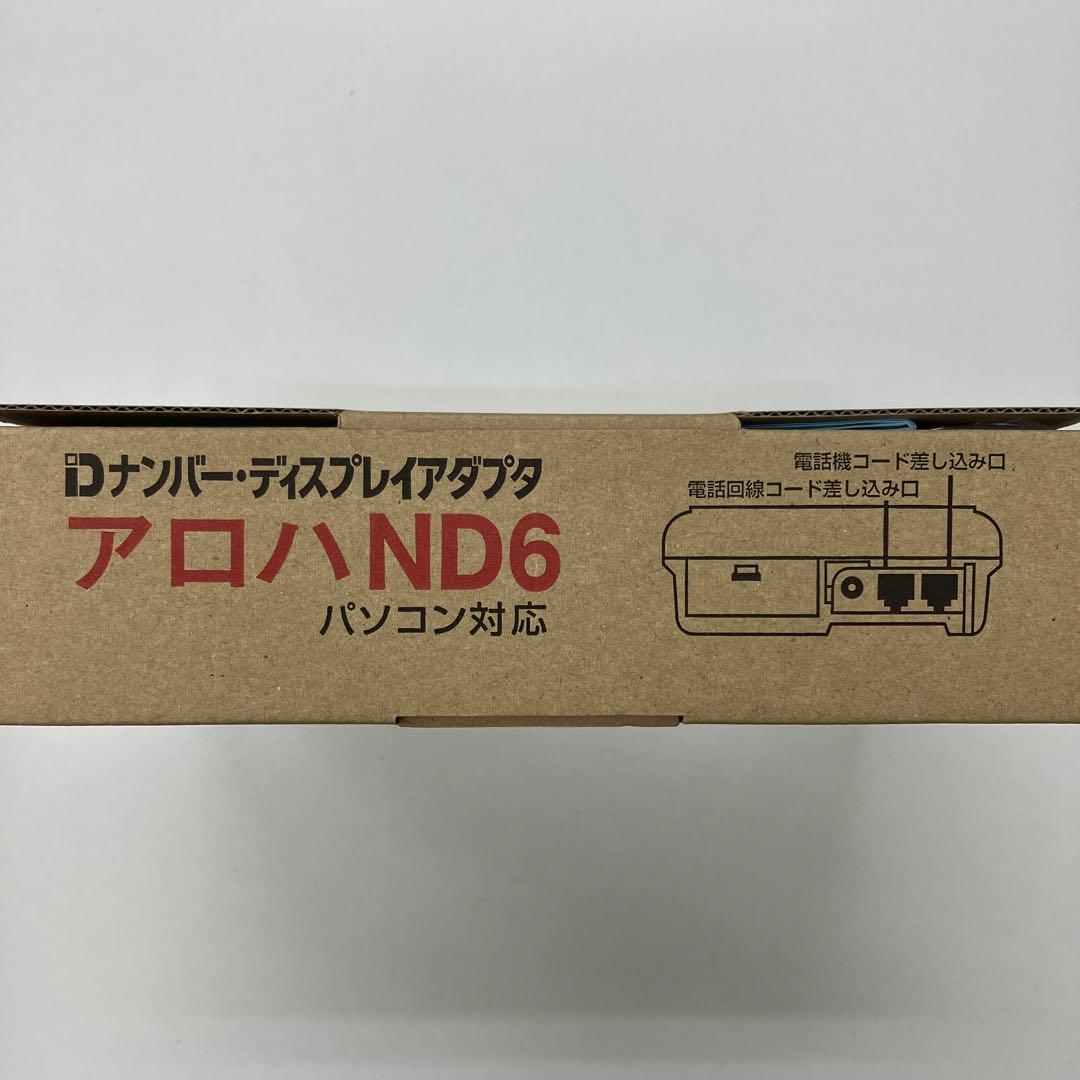 iDナンバー・ディスプレイアダプタ
アロハND6
パソコン対応
電話機コード差し込み口
電話回線コード差し込み口